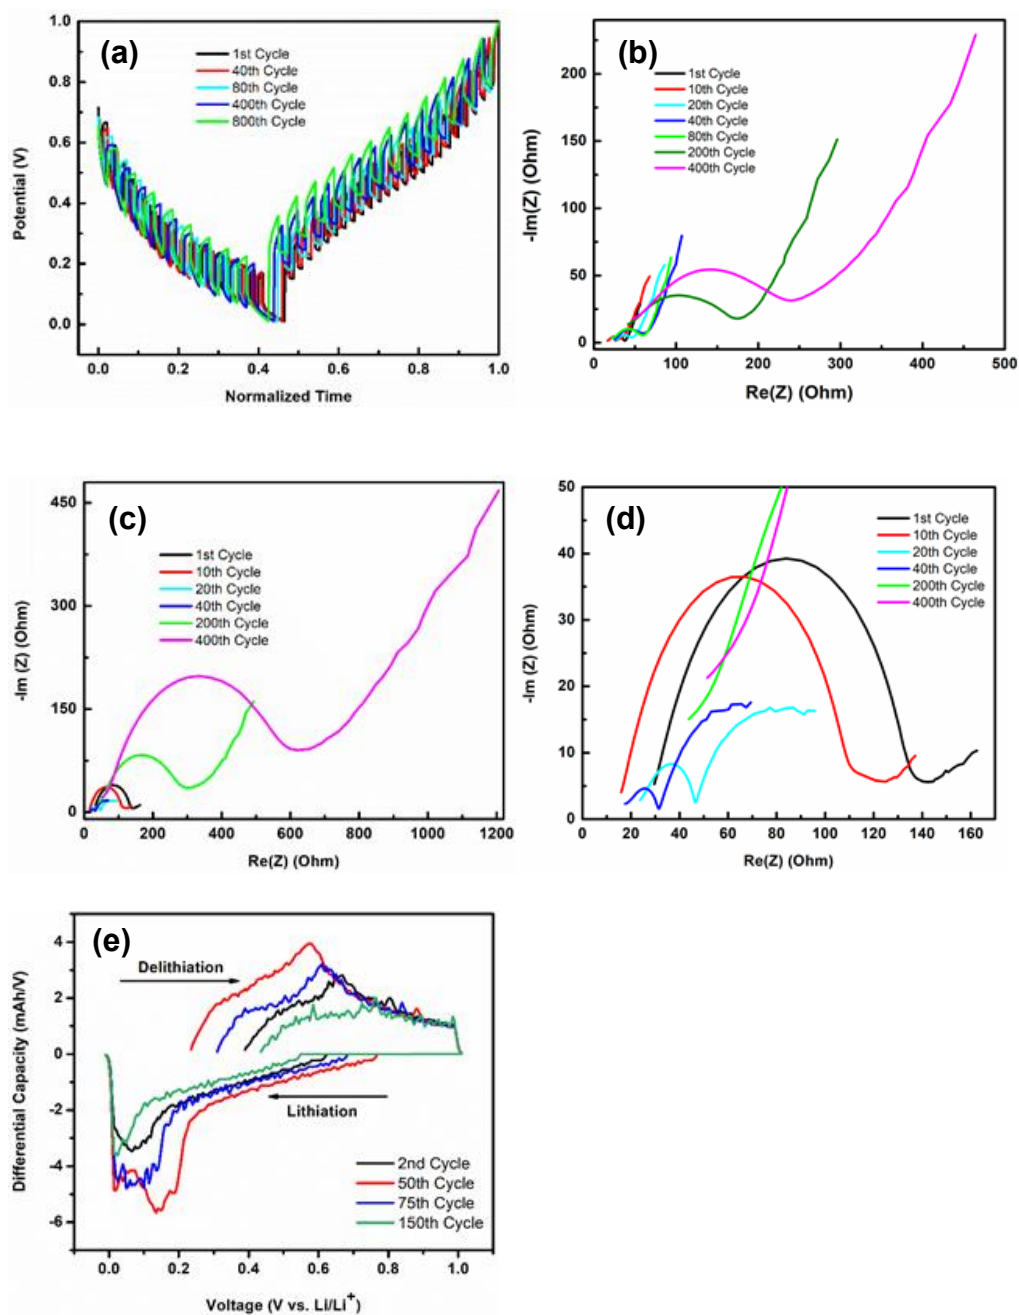 (a)
1st Cycle
40th Cycle
80th Cycle
400th Cycle
800th Cycle
1.0
0.8
0.6
0.4
0.2
0.0
Potential (V)
0.0 0.2 0.4 0.6 0.8 1.0
Normalized Time
(b)
1st Cycle
10th Cycle
20th Cycle
40th Cycle
80th Cycle
200th Cycle
400th Cycle
200
150
100
50
0
-Im(Z) (Ohm)
0 100 200 300 400 500
Re(Z) (Ohm)
(c)
1st Cycle
10th Cycle
20th Cycle
40th Cycle
200th Cycle
400th Cycle
450
300
150
0
-Im (Z) (Ohm)
0 200 400 600 800 1000 1200
Re(Z) (Ohm)
(d)
1st Cycle
10th Cycle
20th Cycle
40th Cycle
200th Cycle
400th Cycle
50
40
30
20
10
0
-Im (Z) (Ohm)
0 20 40 60 80 100 120 140 160
Re(Z) (Ohm)
(e)
Delithiation
Lithiation
2nd Cycle
50th Cycle
75th Cycle
150th Cycle
4
2
0
-2
-4
-6
Differential Capacity (mAh/V)
0.0 0.2 0.4 0.6 0.8 1.0
Voltage (V vs. Li/Li⁺)